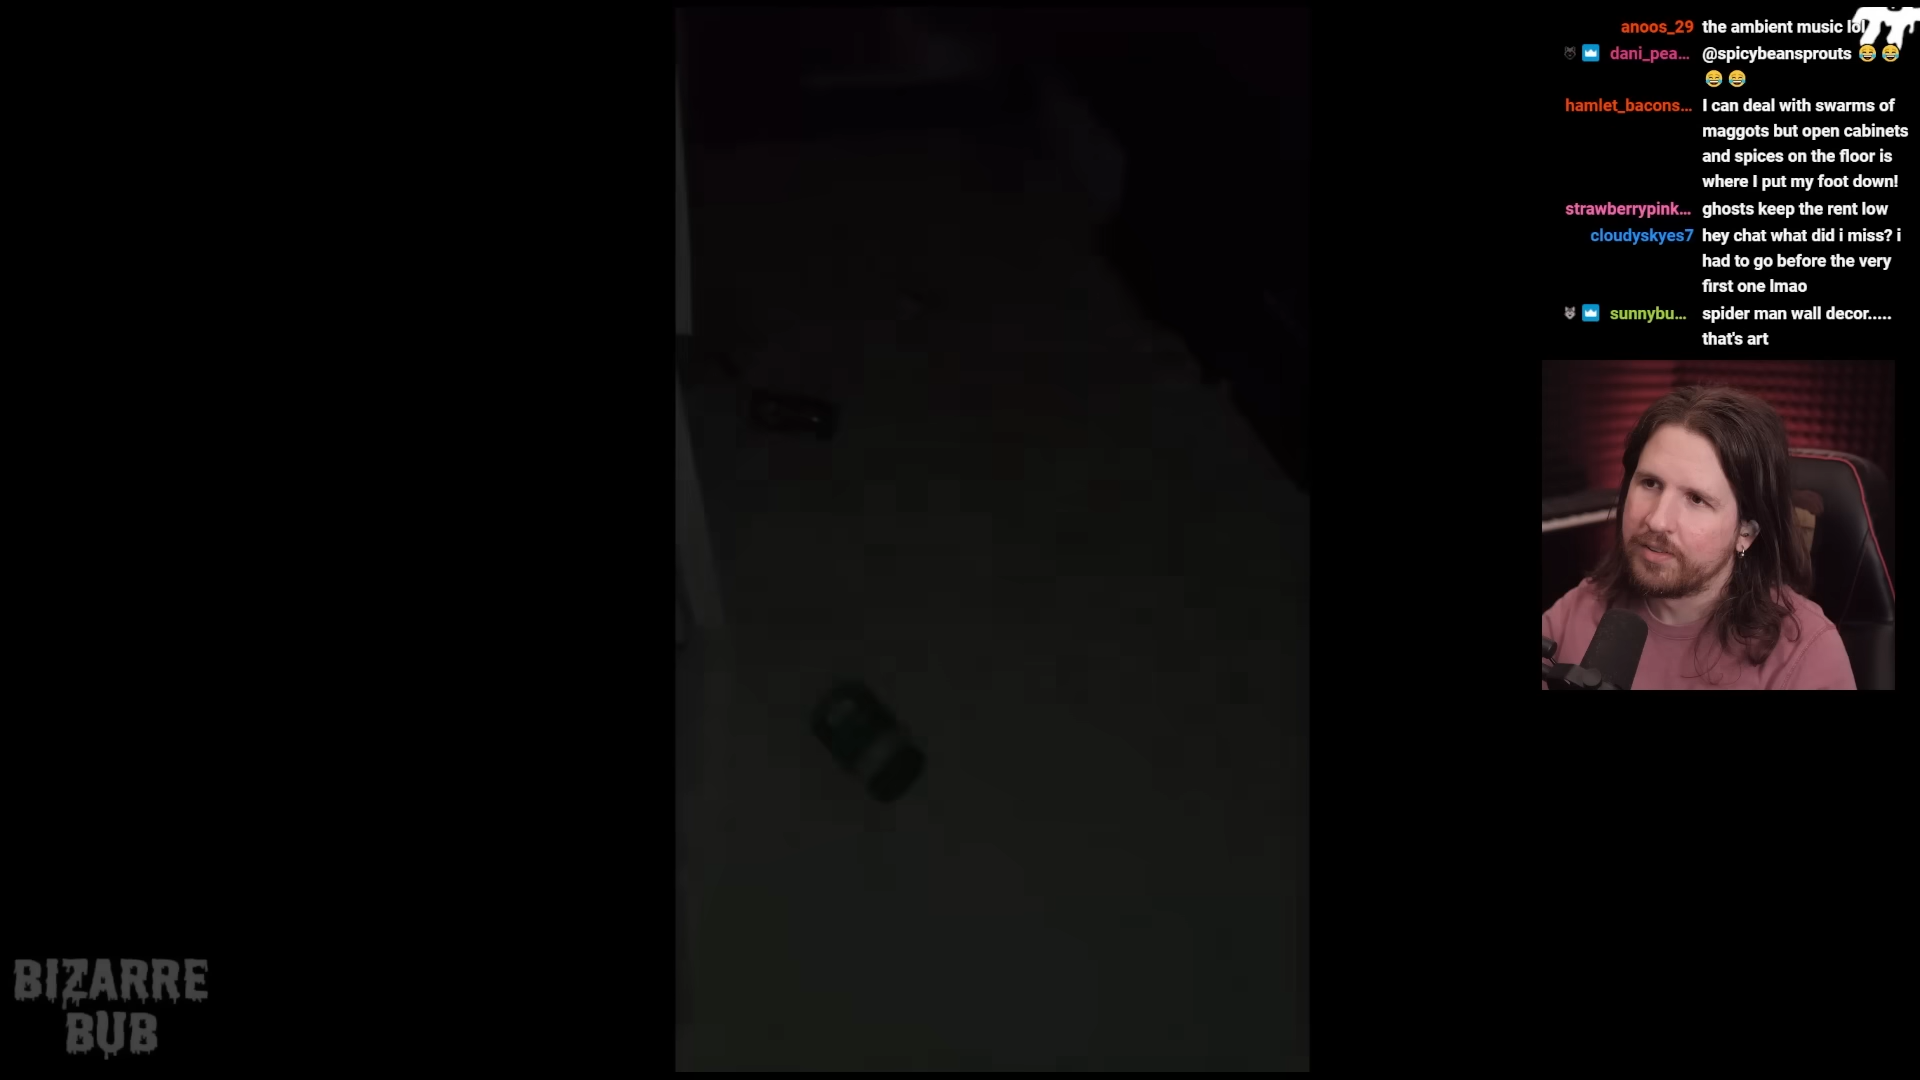 anoos_29 the ambient music lol
dani_pea... @spicybeansprouts 😂 😂
😂 😂
hamlet_bacons... I can deal with swarms of
maggots but open cabinets
and spices on the floor is
where I put my foot down!
strawberrypink... ghosts keep the rent low
cloudyskyes7 hey chat what did i miss? i
had to go before the very
first one lmao
sunnybu... spider man wall decor.....
that's art
BIZARRE
BUB